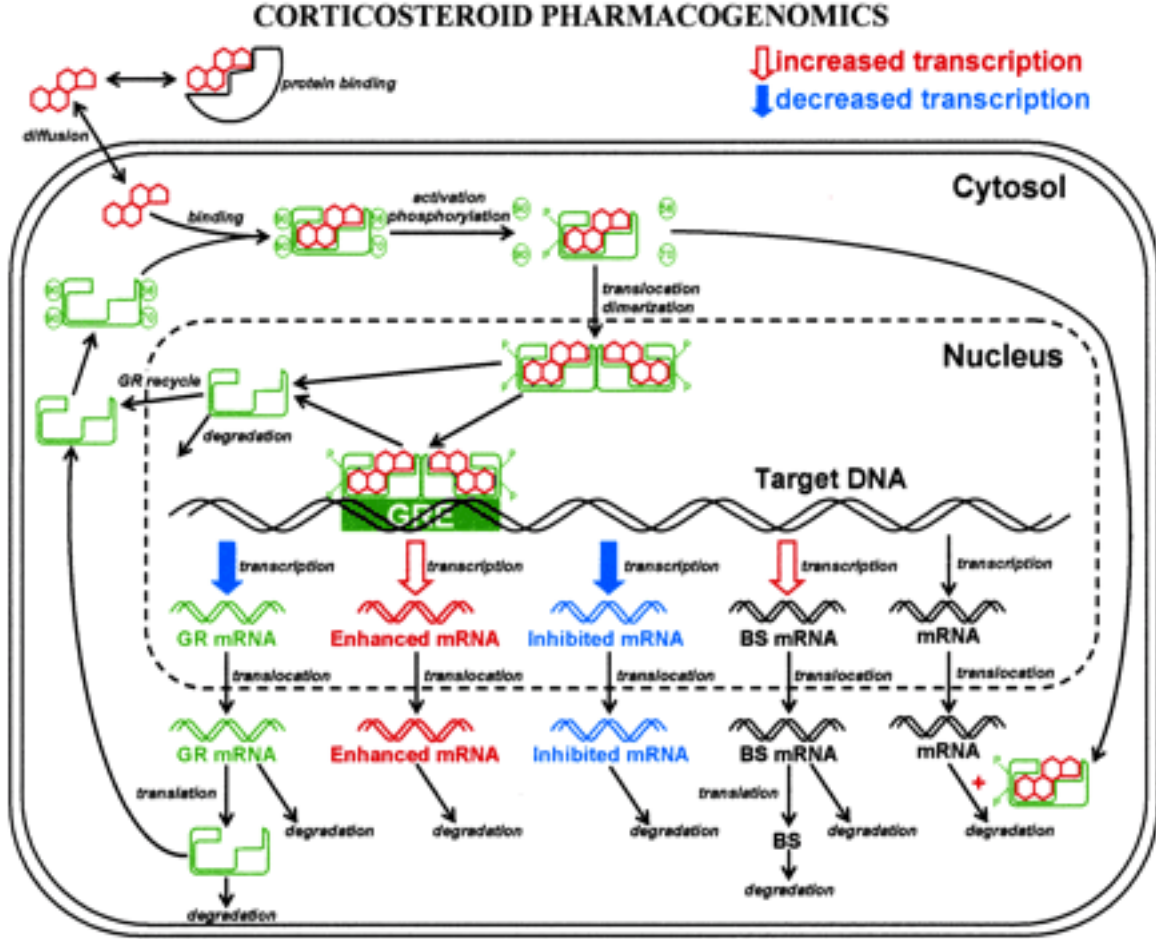 CORTICOSTEROID PHARMACOGENOMICS
increased transcription
decreased transcription
protein binding
diffusion
Cytosol
binding
activation
phosphorylation
translocation
dimerization
Nucleus
GR recycle
degradation
Target DNA
GRE
transcription transcription transcription transcription transcription
GR mRNA Enhanced mRNA Inhibited mRNA BS mRNA mRNA
translocation translocation translocation translocation translocation
GR mRNA Enhanced mRNA Inhibited mRNA BS mRNA mRNA
+
translation translation
degradation degradation degradation degradation degradation
BS
degradation
degradation